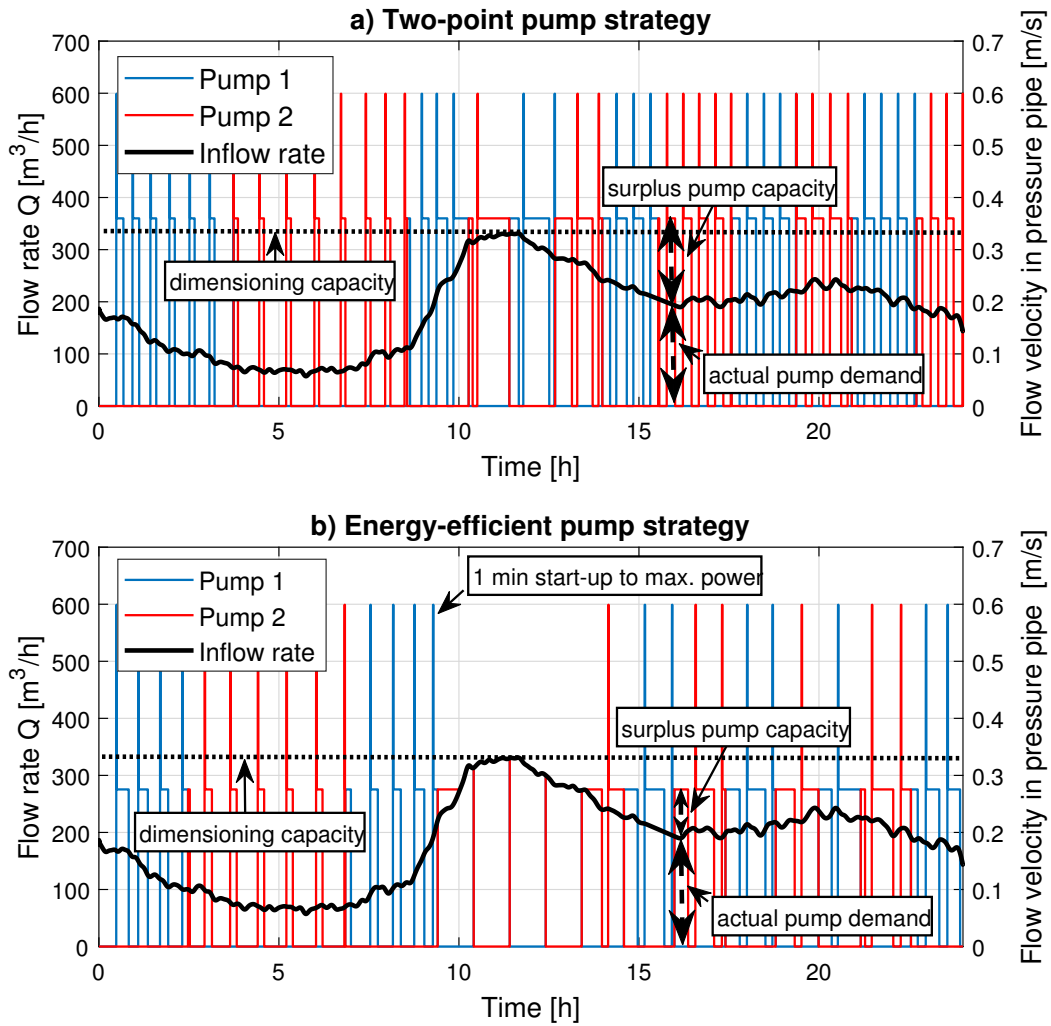 a) Two-point pump strategy
Flow rate Q [m³/h]
Flow velocity in pressure pipe [m/s]
700
600
500
400
300
200
100
0
0.7
0.6
0.5
0.4
0.3
0.2
0.1
0
Pump 1
Pump 2
Inflow rate
surplus pump capacity
dimensioning capacity
actual pump demand
0 5 10 15 20
Time [h]
b) Energy-efficient pump strategy
Flow rate Q [m³/h]
Flow velocity in pressure pipe [m/s]
700
600
500
400
300
200
100
0
0.7
0.6
0.5
0.4
0.3
0.2
0.1
0
Pump 1
Pump 2
Inflow rate
1 min start-up to max. power
surplus pump capacity
dimensioning capacity
actual pump demand
0 5 10 15 20
Time [h]